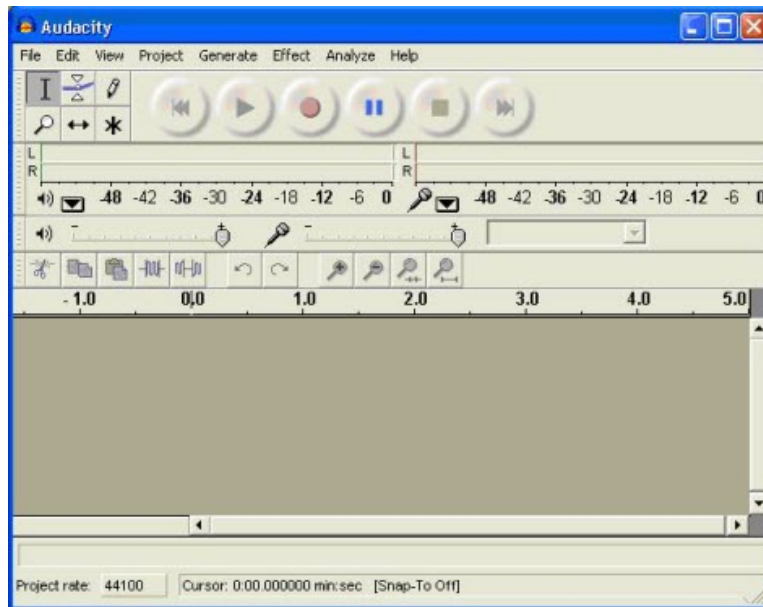 Audacity
File Edit View Project Generate Effect Analyze Help
L L
R R
-48 -42 -36 -30 -24 -18 -12 -6 0 -48 -42 -36 -30 -24 -18 -12 -6 0
- +  - +
- 1.0 0.0 1.0 2.0 3.0 4.0 5.0
Project rate: 44100 Cursor: 0:00.000000 min:sec [Snap-To Off]